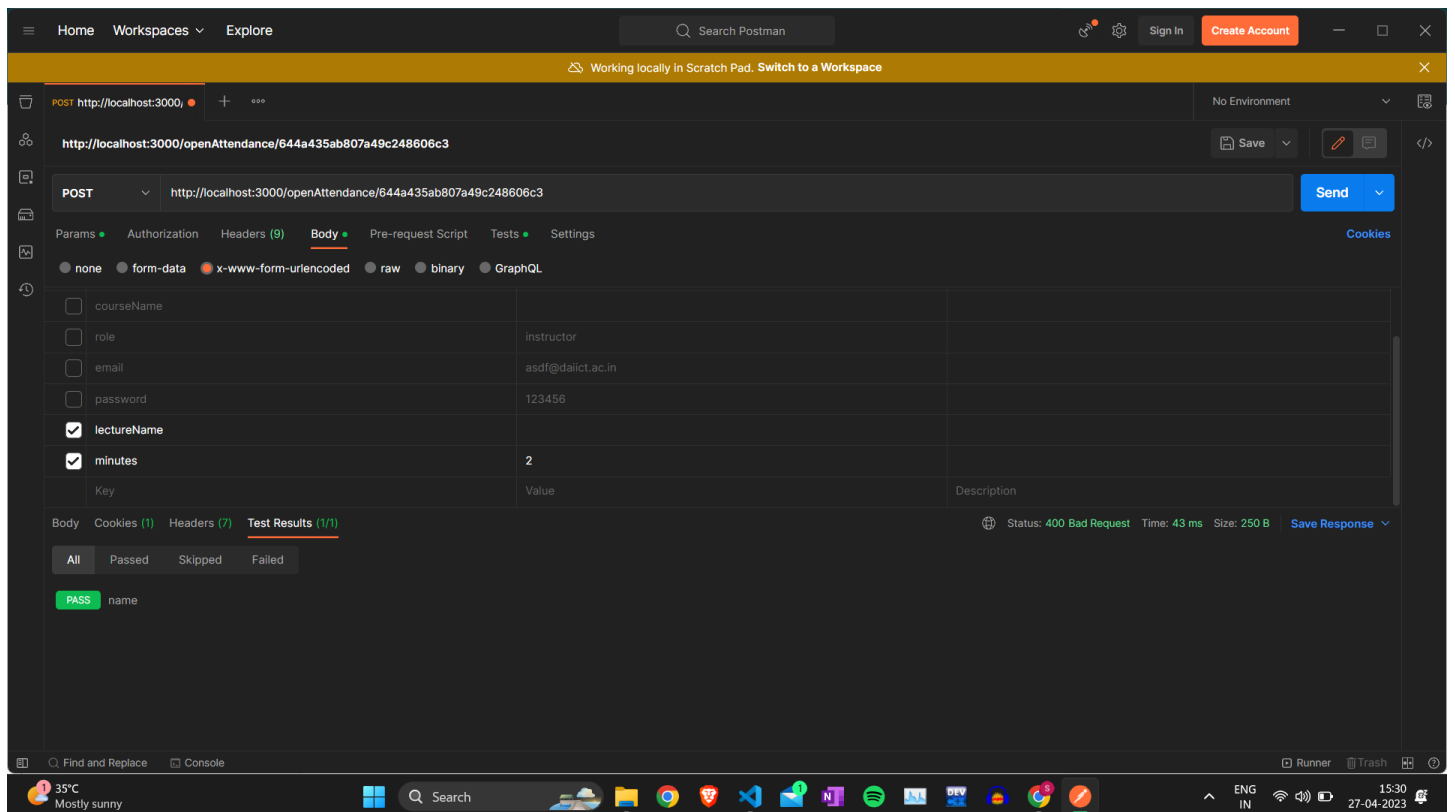 Home Workspaces Explore Search Postman Sign In Create Account
Working locally in Scratch Pad. Switch to a Workspace
POST http://localhost:3000/ No Environment
http://localhost:3000/openAttendance/644a435ab807a49c248606c3 Save
POST http://localhost:3000/openAttendance/644a435ab807a49c248606c3 Send
Params Authorization Headers (9) Body Pre-request Script Tests Settings Cookies
none form-data x-www-form-urlencoded raw binary GraphQL
courseName
role instructor
email asdf@daiict.ac.in
password 123456
lectureName
minutes 2
Key Value Description
Body Cookies (1) Headers (7) Test Results (1/1) Status: 400 Bad Request Time: 43 ms Size: 250 B Save Response
All Passed Skipped Failed
PASS name
Find and Replace Console Runner Trash
1 35°C Search 1 DEV S ENG 15:30
Mostly sunny IN 27-04-2023